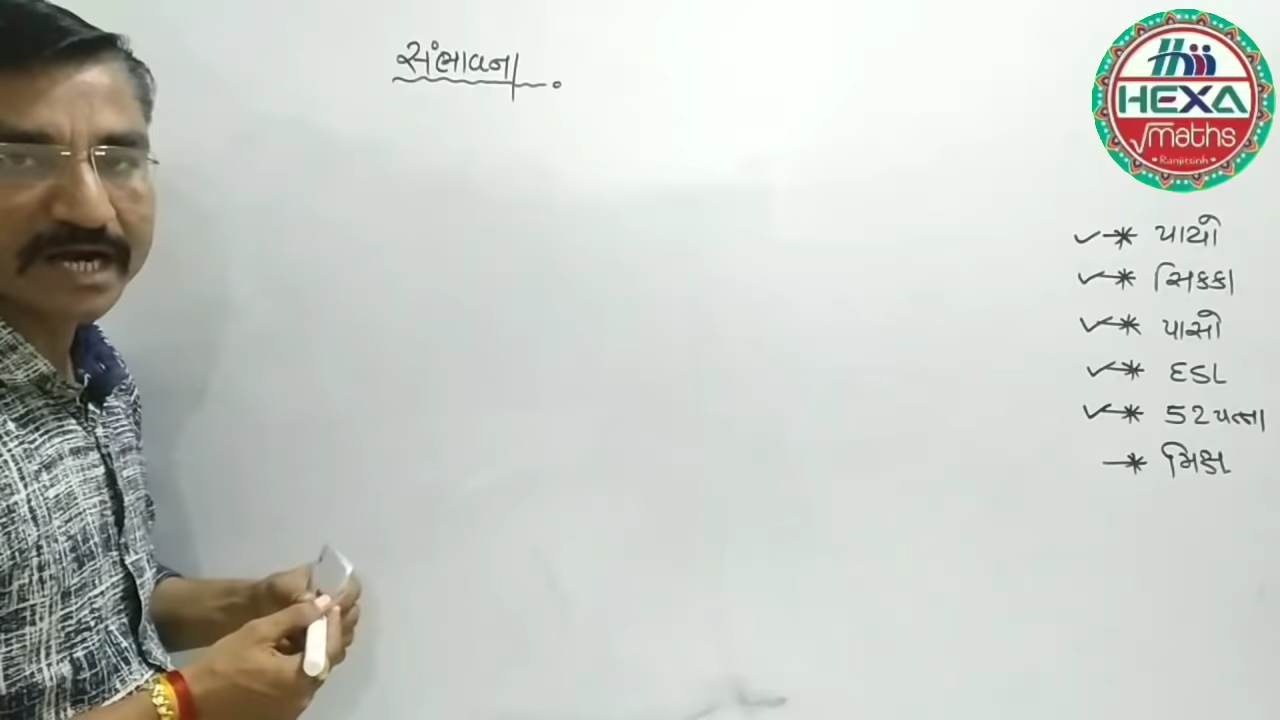 સંભાવના
HEXA
√maths
• Ranjitsinh •
✓ * પાયો
✓ * સિક્કા
✓ * પાસો
✓ * દડા
✓ * 52 પત્તા
* મિક્ષ